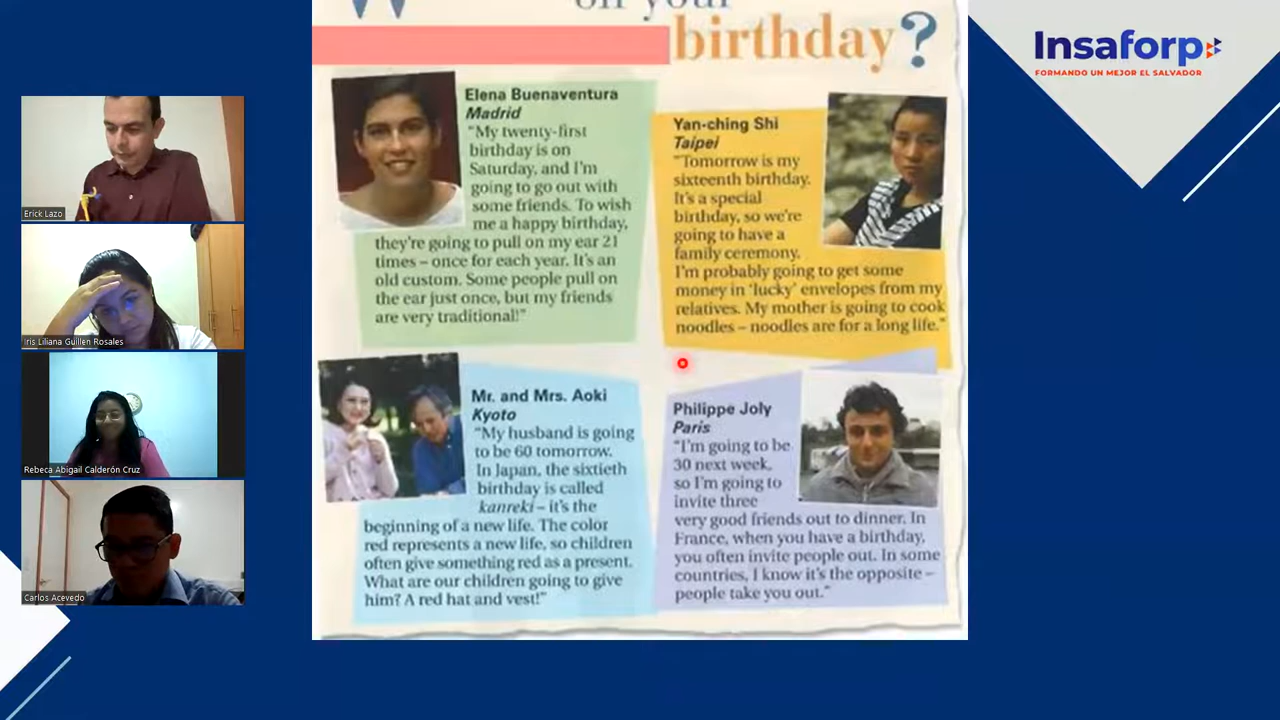 on your
birthday?
Elena Buenaventura
Madrid
"My twenty-first
birthday is on
Saturday, and I'm
going to go out with
some friends. To wish
me a happy birthday,
they're going to pull on my ear 21
times – once for each year. It's an
old custom. Some people pull on
the ear just once, but my friends
are very traditional!"
Yan-ching Shi
Taipei
"Tomorrow is my
sixteenth birthday.
It's a special
birthday, so we're
going to have a
family ceremony.
I'm probably going to get some
money in 'lucky' envelopes from my
relatives. My mother is going to cook
noodles – noodles are for a long life."
Mr. and Mrs. Aoki
Kyoto
"My husband is going
to be 60 tomorrow.
In Japan, the sixtieth
birthday is called
kanreki – it's the
beginning of a new life. The color
red represents a new life, so children
often give something red as a present.
What are our children going to give
him? A red hat and vest!"
Philippe Joly
Paris
"I'm going to be
30 next week,
so I'm going to
invite three
very good friends out to dinner. In
France, when you have a birthday,
you often invite people out. In some
countries, I know it's the opposite –
people take you out."
Insaforp
FORMANDO UN MEJOR EL SALVADOR
Erick Lazo
Iris Liliana Guillen Rosales
Rebeca Abigail Calderón Cruz
Carlos Acevedo